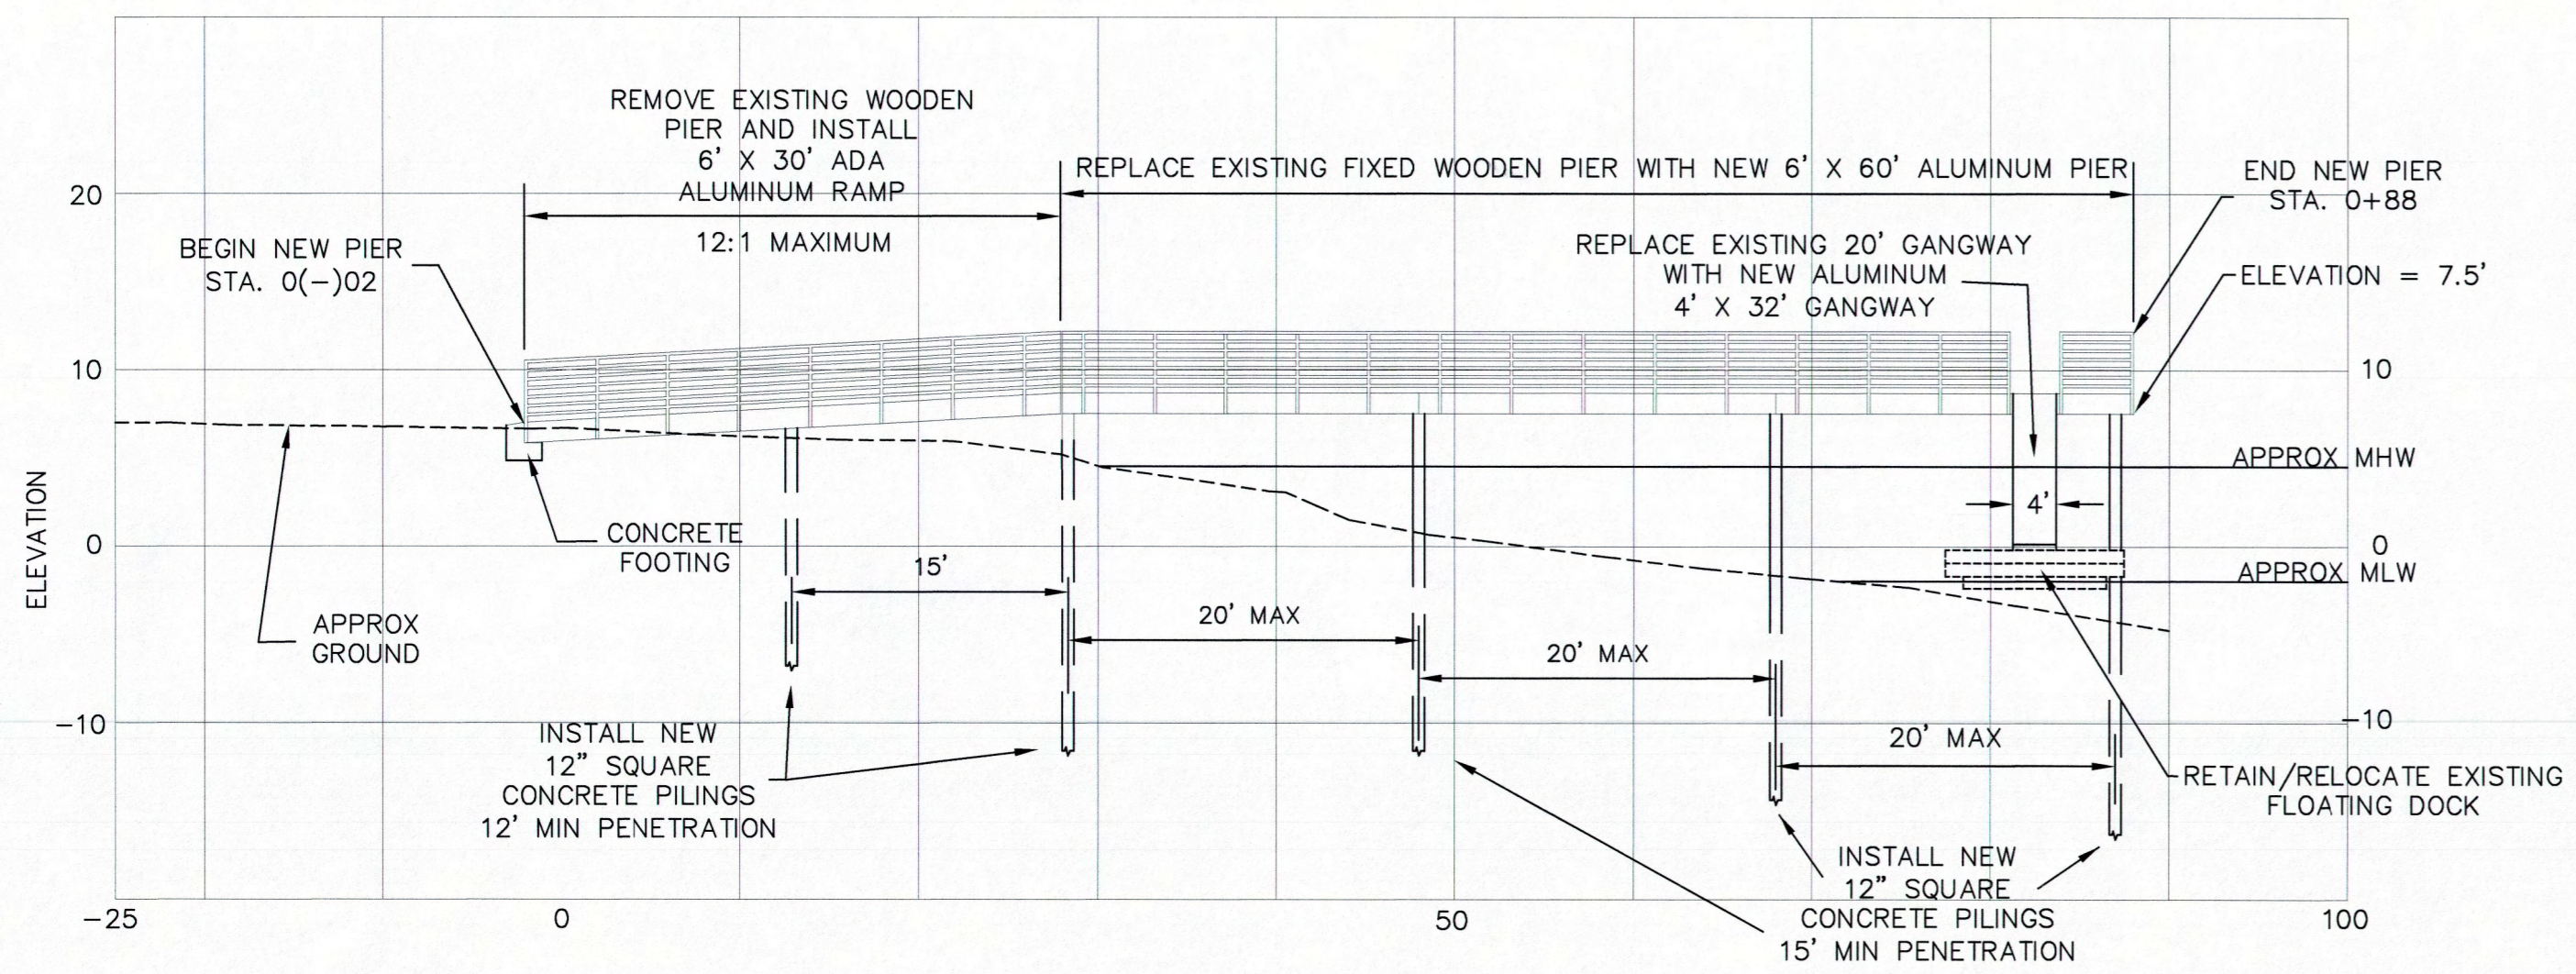 REMOVE EXISTING WOODEN
PIER AND INSTALL
6' X 30' ADA
ALUMINUM RAMP
12:1 MAXIMUM
REPLACE EXISTING FIXED WOODEN PIER WITH NEW 6' X 60' ALUMINUM PIER
END NEW PIER
STA. 0+88
BEGIN NEW PIER
STA. 0(-)02
REPLACE EXISTING 20' GANGWAY
WITH NEW ALUMINUM
4' X 32' GANGWAY
ELEVATION = 7.5'
20
10
0
-10
ELEVATION
10
APPROX MHW
4'
0
APPROX MLW
-10
CONCRETE
FOOTING
APPROX
GROUND
15'
20' MAX
20' MAX
20' MAX
INSTALL NEW
12" SQUARE
CONCRETE PILINGS
12' MIN PENETRATION
RETAIN/RELOCATE EXISTING
FLOATING DOCK
INSTALL NEW
12" SQUARE
CONCRETE PILINGS
15' MIN PENETRATION
-25
0
50
100